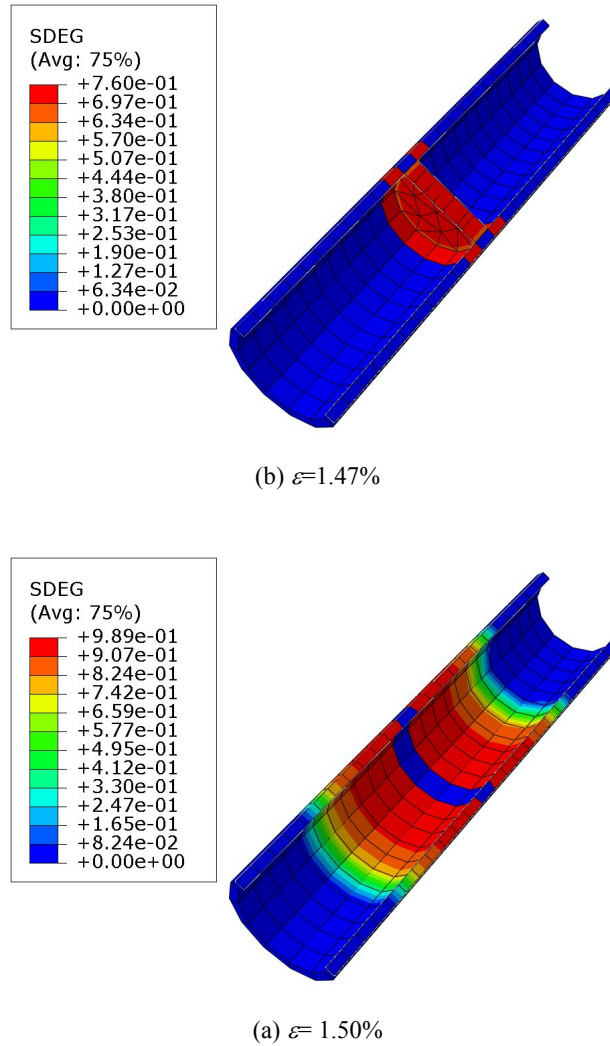 SDEG
(Avg: 75%)
+7.60e-01
+6.97e-01
+6.34e-01
+5.70e-01
+5.07e-01
+4.44e-01
+3.80e-01
+3.17e-01
+2.53e-01
+1.90e-01
+1.27e-01
+6.34e-02
+0.00e+00
(b) ε=1.47%
SDEG
(Avg: 75%)
+9.89e-01
+9.07e-01
+8.24e-01
+7.42e-01
+6.59e-01
+5.77e-01
+4.95e-01
+4.12e-01
+3.30e-01
+2.47e-01
+1.65e-01
+8.24e-02
+0.00e+00
(a) ε= 1.50%